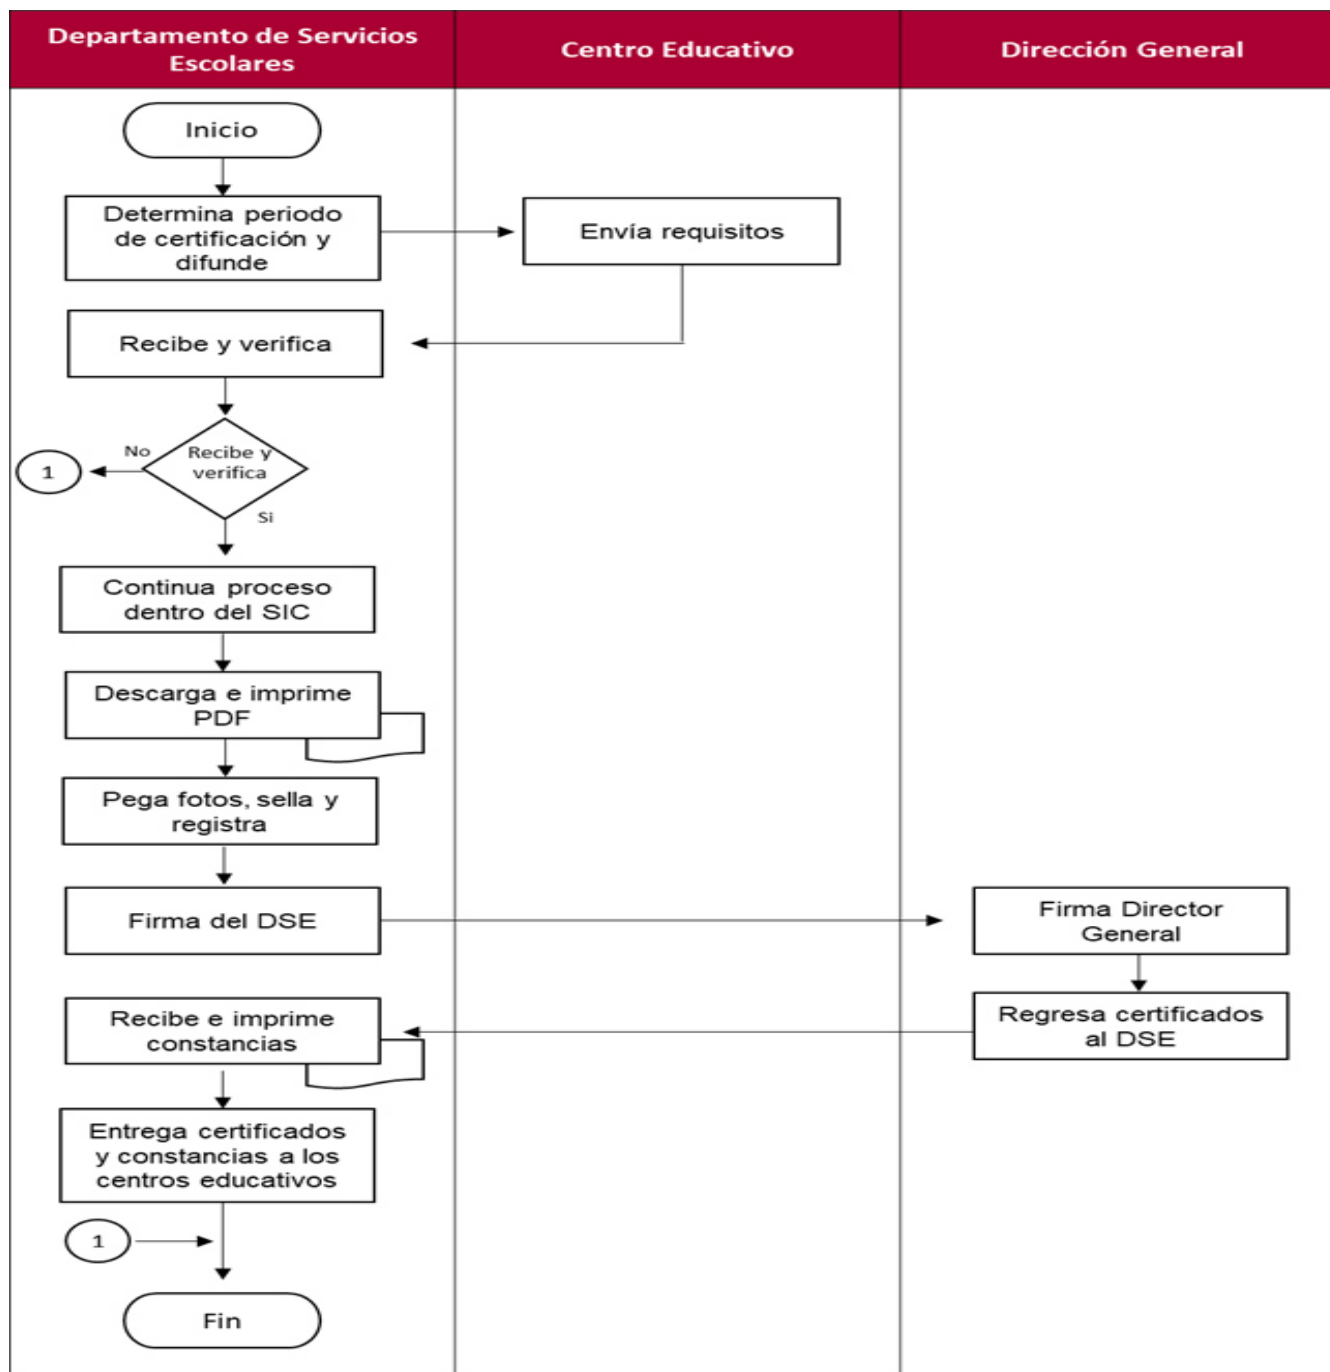 Departamento de Servicios
Escolares
Centro Educativo
Dirección General
Inicio
Determina periodo
de certificación y
difunde
Envía requisitos
Recibe y verifica
Recibe y
verifica
No
1
Si
Continua proceso
dentro del SIC
Descarga e imprime
PDF
Pega fotos, sella y
registra
Firma del DSE
Firma Director
General
Regresa certificados
al DSE
Recibe e imprime
constancias
Entrega certificados
y constancias a los
centros educativos
1
Fin